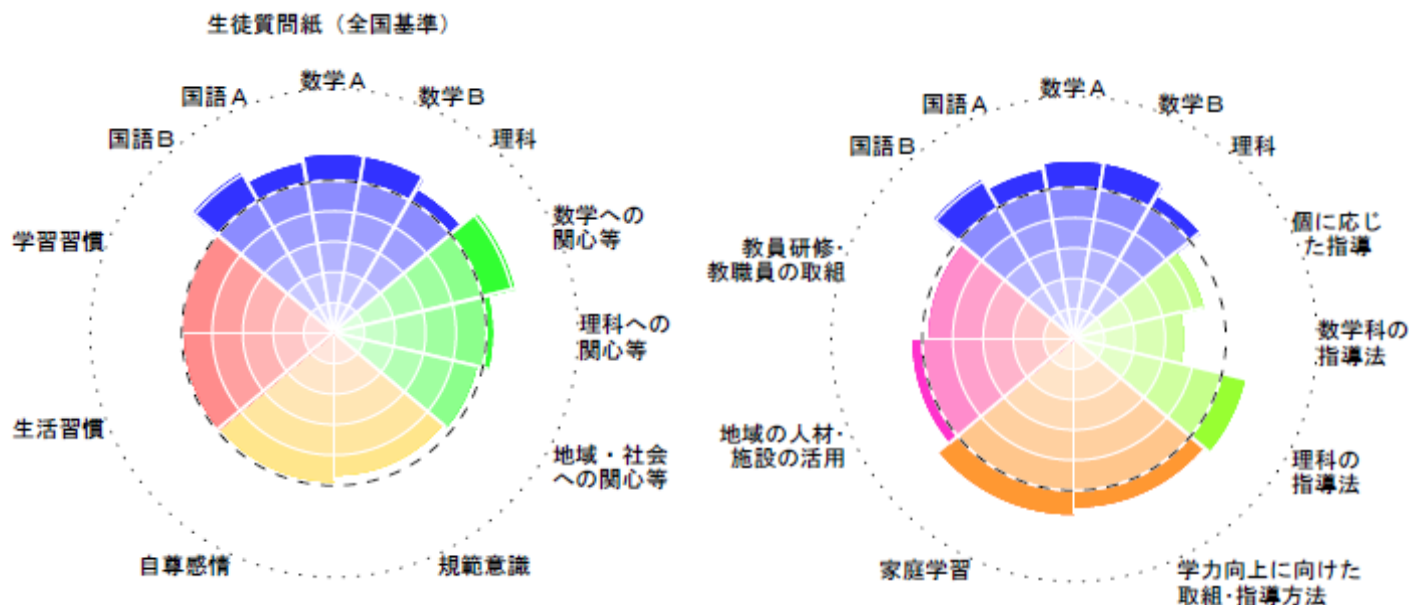 生徒質問紙（全国基準）
数学Ａ
数学Ｂ
理科
数学への
関心等
理科への
関心等
地域・社会
への関心等
規範意識
自尊感情
生活習慣
学習習慣
国語Ｂ
国語Ａ
数学Ａ
数学Ｂ
理科
個に応じ
た指導
数学科の
指導法
理科の
指導法
学力向上に向けた
取組・指導方法
家庭学習
地域の人材・
施設の活用
教員研修・
教職員の取組
国語Ｂ
国語Ａ